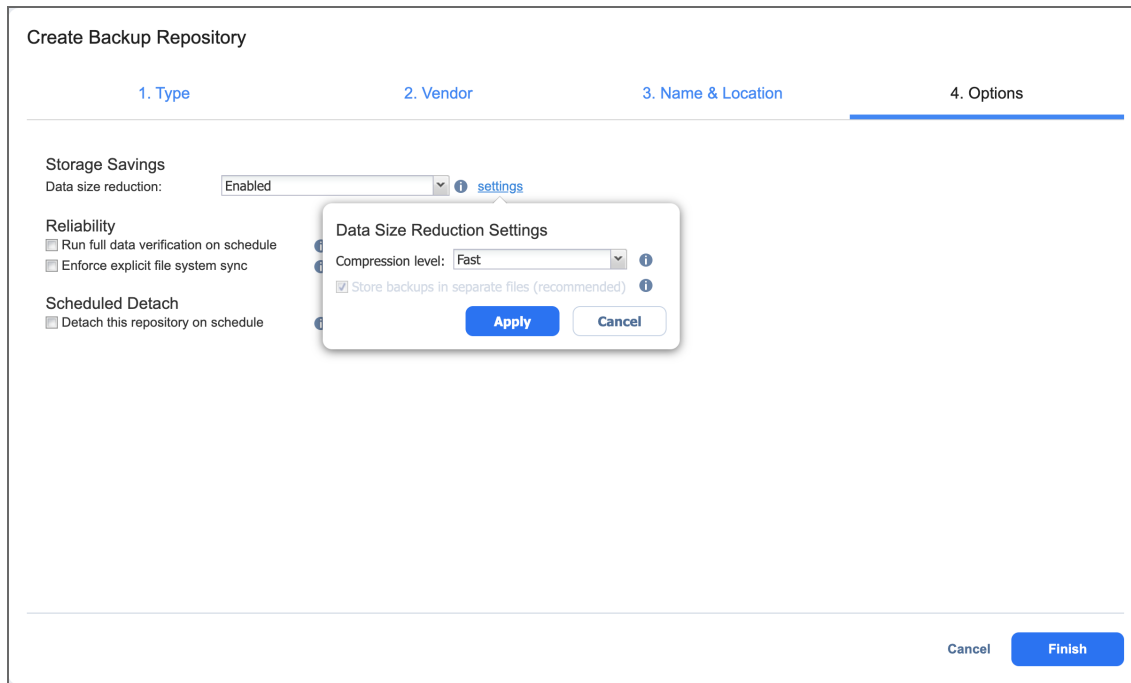 Create Backup Repository
1. Type 2. Vendor 3. Name & Location 4. Options
Storage Savings
Data size reduction: Enabled settings
Reliability
Run full data verification on schedule
Enforce explicit file system sync
Scheduled Detach
Detach this repository on schedule
Data Size Reduction Settings
Compression level: Fast
Store backups in separate files (recommended)
Apply Cancel
Cancel Finish